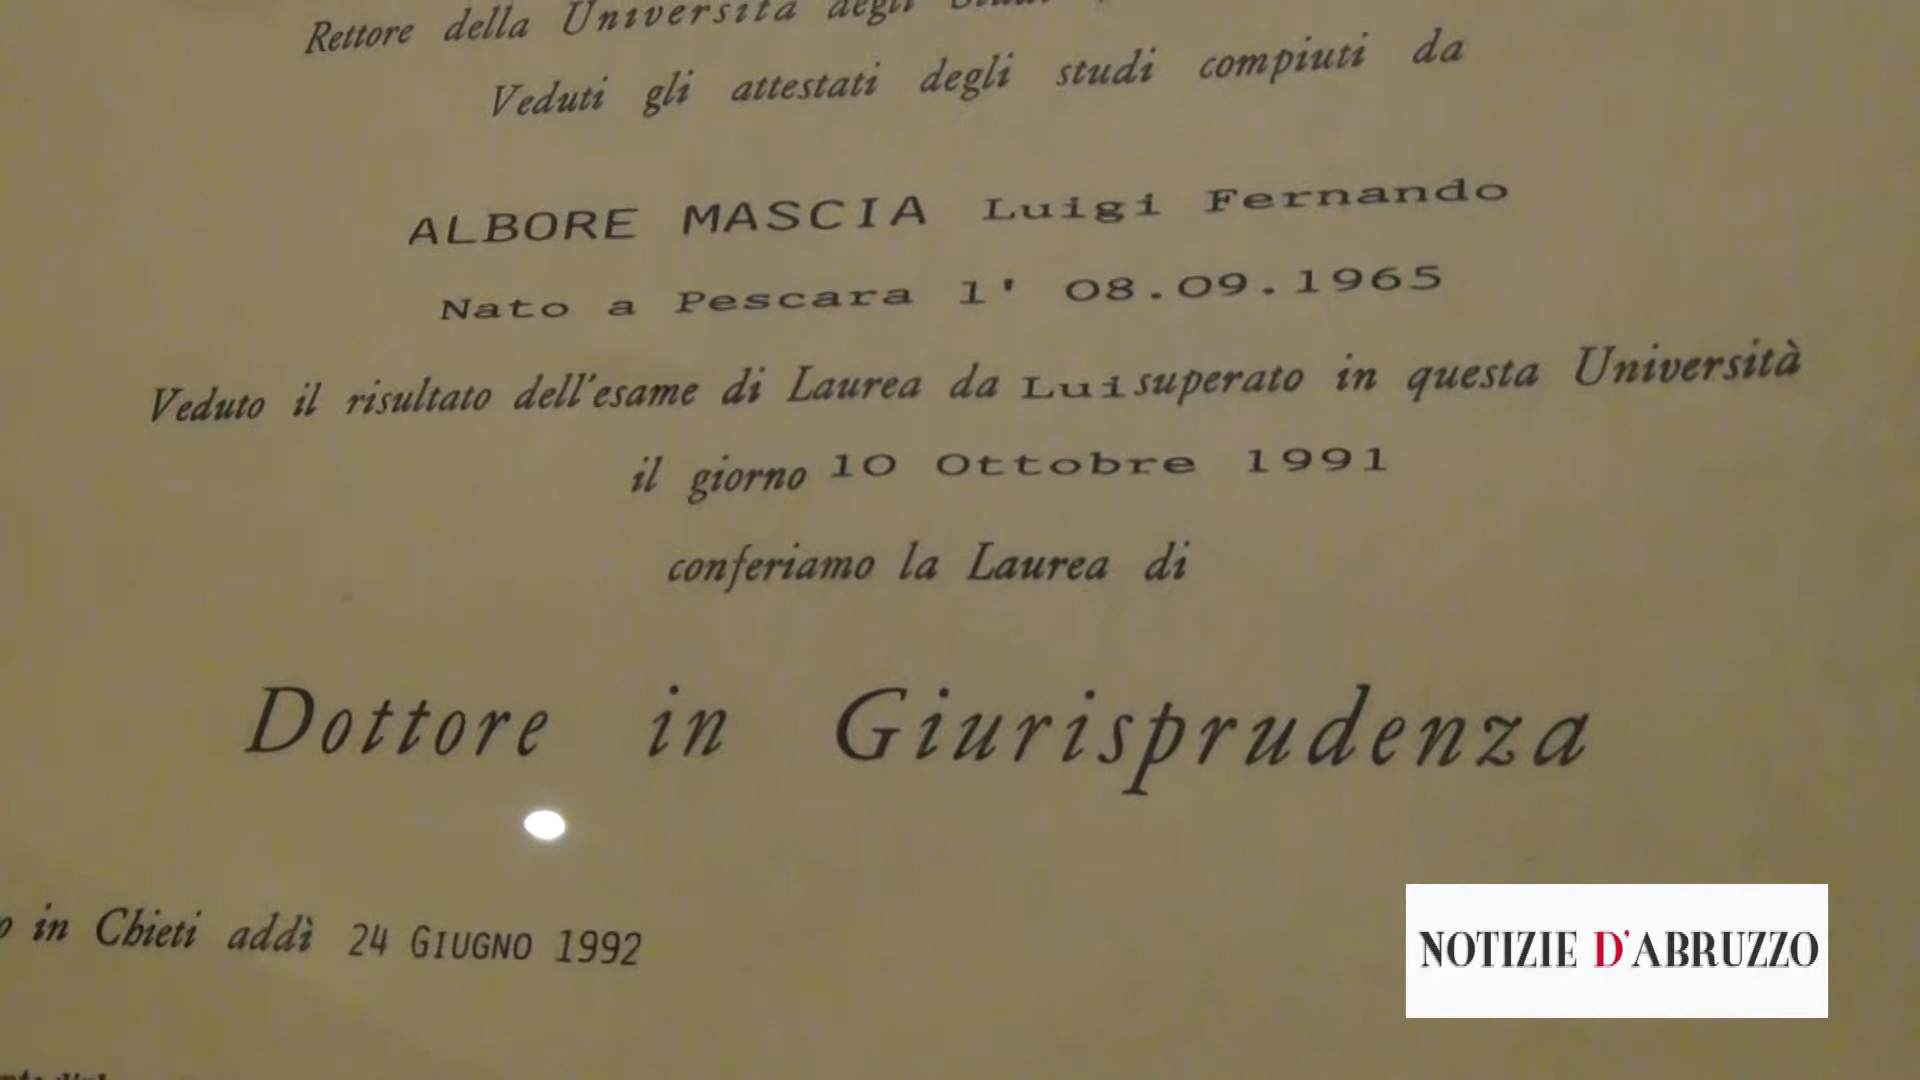 Rettore della Università degli Studi
Veduti gli attestati degli studi compiuti da
ALBORE MASCIA Luigi Fernando
Nato a Pescara l' 08.09.1965
Veduto il risultato dell'esame di Laurea da Lui superato in questa Università
il giorno 10 Ottobre 1991
conferiamo la Laurea di
Dottore in Giurisprudenza
in Chieti addì 24 GIUGNO 1992
NOTIZIE D'ABRUZZO